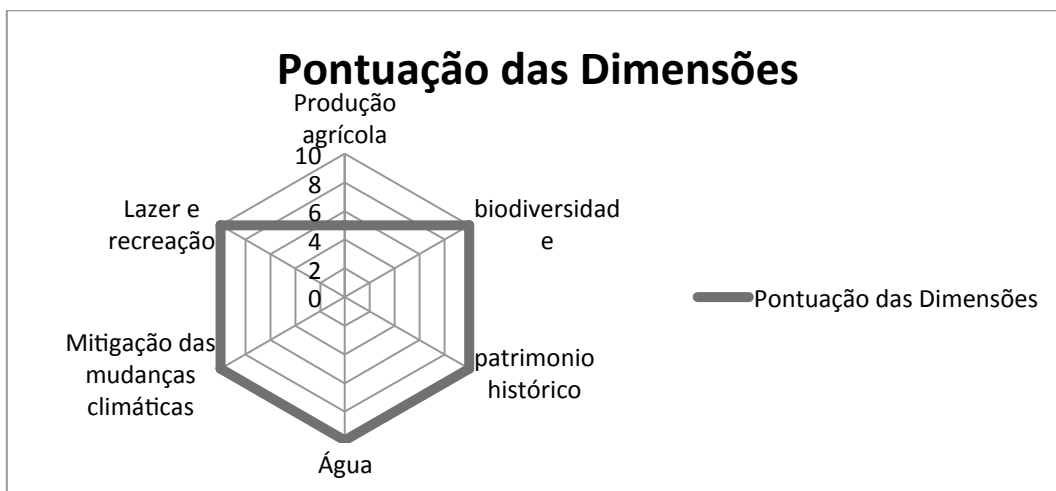 Pontuação das Dimensões
Produção
agrícola
10
8
6
4
2
0
biodiversidad
e
patrimonio
histórico
Água
Mitigação das
mudanças
climáticas
Lazer e
recreação
Pontuação das Dimensões